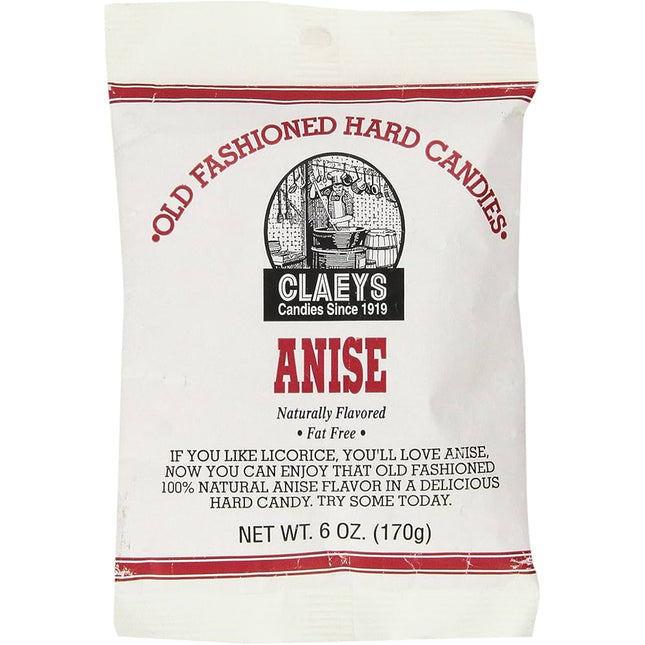 •OLD FASHIONED HARD CANDIES•
CLAEYS
Candies Since 1919
ANISE
Naturally Flavored
• Fat Free •
IF YOU LIKE LICORICE, YOU'LL LOVE ANISE,
NOW YOU CAN ENJOY THAT OLD FASHIONED
100% NATURAL ANISE FLAVOR IN A DELICIOUS
HARD CANDY. TRY SOME TODAY.
NET WT. 6 OZ. (170g)